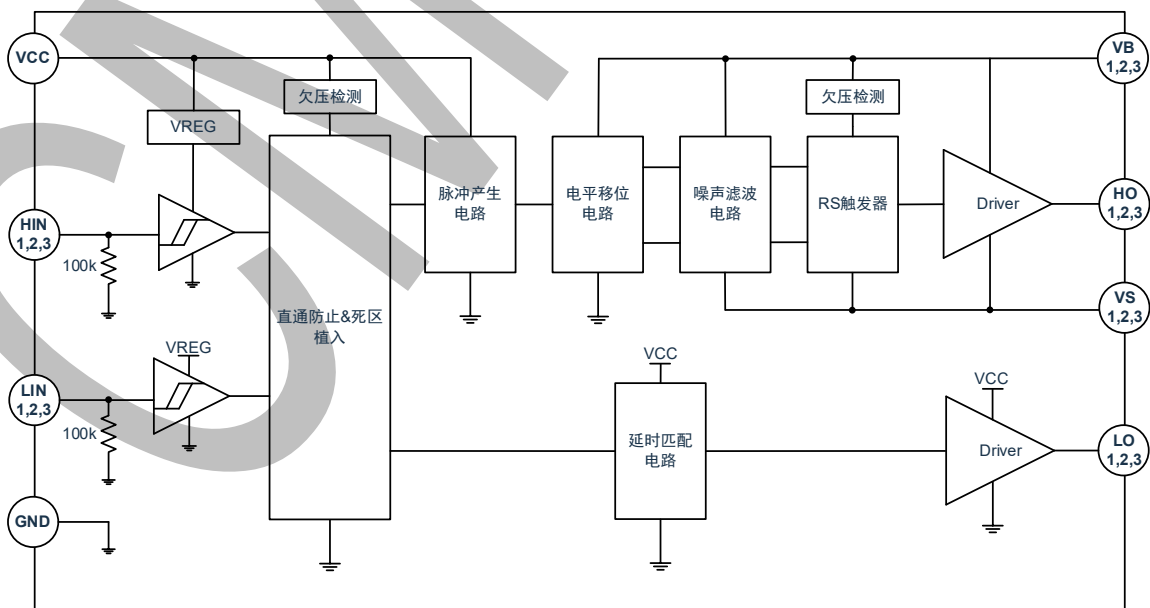 VCC
VB
1,2,3
欠压检测
欠压检测
VREG
脉冲产生
电路
电平移位
电路
噪声滤波
电路
RS触发器
Driver
HO
1,2,3
HIN
1,2,3
100k
直通防止&死区
植入
VS
1,2,3
VREG
VCC
VCC
LIN
1,2,3
100k
延时匹配
电路
Driver
LO
1,2,3
GND